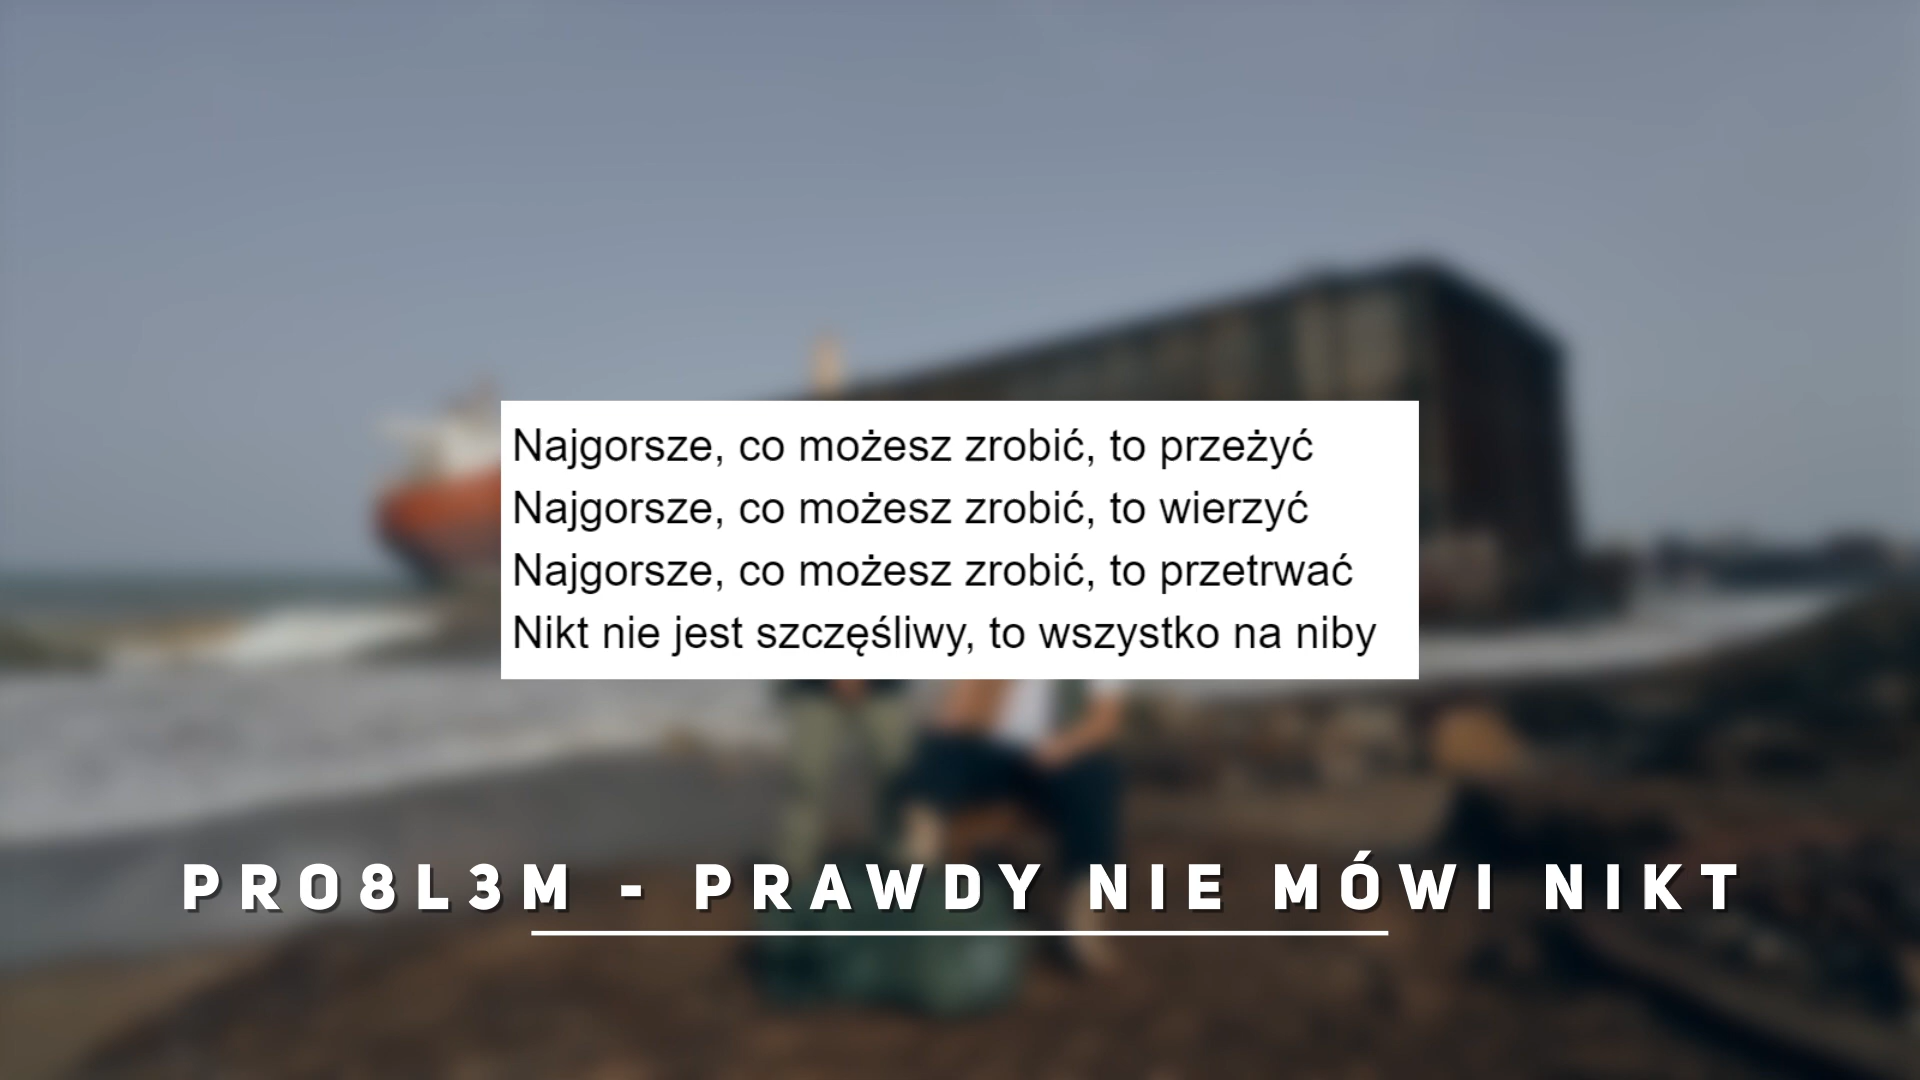 Najgorsze, co możesz zrobić, to przeżyć
Najgorsze, co możesz zrobić, to wierzyć
Najgorsze, co możesz zrobić, to przetrwać
Nikt nie jest szczęśliwy, to wszystko na niby
PRO8L3M - PRAWDY NIE MÓWI NIKT